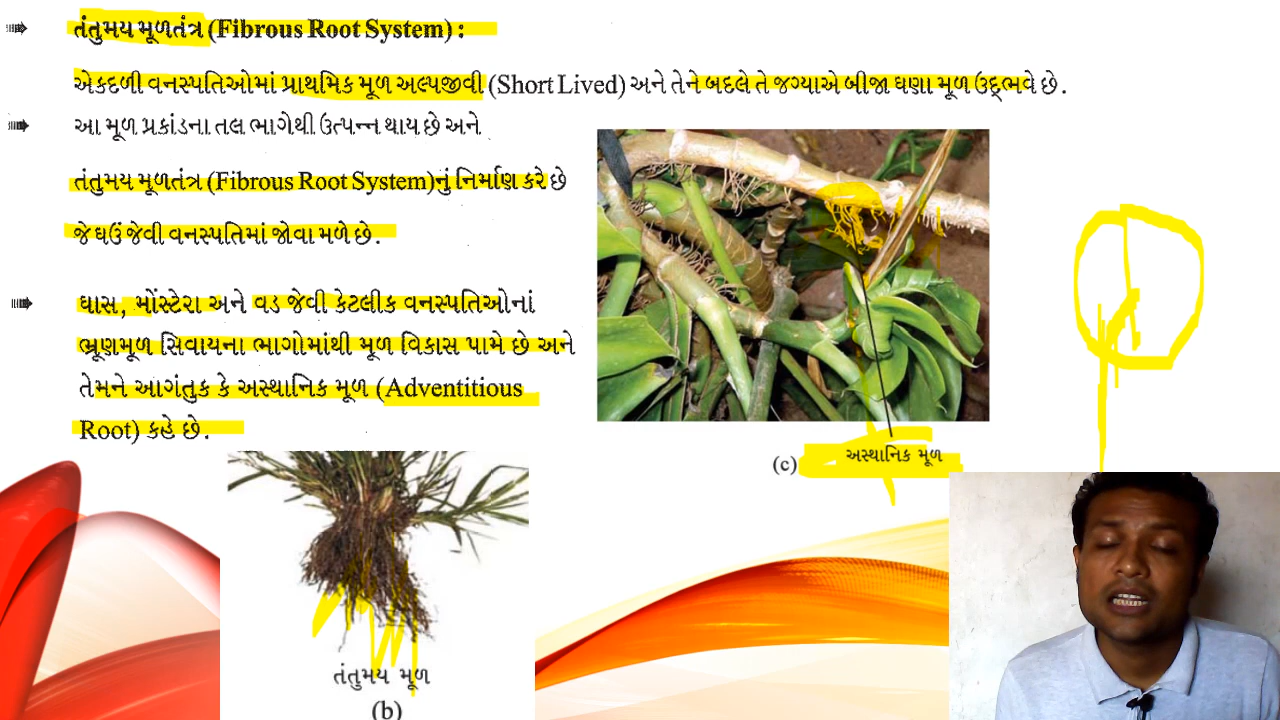 તંતુમય મૂળતંત્ર (Fibrous Root System) :
એકદળી વનસ્પતિઓમાં પ્રાથમિક મૂળ અલ્પજીવી (Short Lived) અને તેને બદલે તે જગ્યાએ બીજા ઘણા મૂળ ઉદ્ભવે છે.
આ મૂળ પ્રકાંડના તલ ભાગેથી ઉત્પન્ન થાય છે અને
તંતુમય મૂળતંત્ર (Fibrous Root System)નું નિર્માણ કરે છે
જે ઘઉં જેવી વનસ્પતિમાં જોવા મળે છે.
ઘાસ, મોંસ્ટેરા અને વડ જેવી કેટલીક વનસ્પતિઓનાં
ભ્રૂણમૂળ સિવાયના ભાગોમાંથી મૂળ વિકાસ પામે છે અને
તેમને આગંતુક કે અસ્થાનિક મૂળ (Adventitious
Root) કહે છે.
(c) અસ્થાનિક મૂળ
તંતુમય મૂળ
(b)